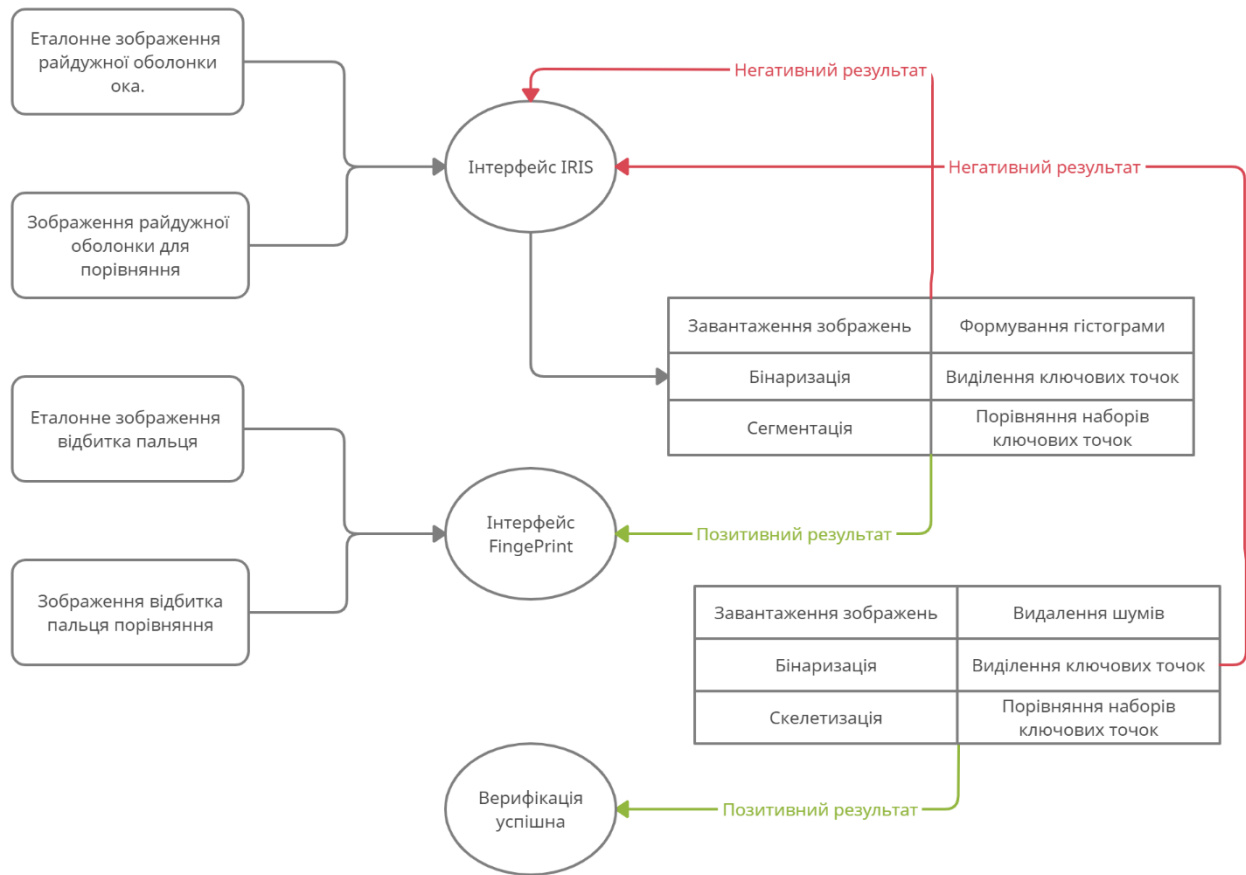 Еталонне зображення
райдужної оболонки
ока.
Негативний результат
Інтерфейс IRIS
Негативний результат
Зображення райдужної
оболонки для
порівняння
Завантаження зображень
Формування гістограми
Бінаризація
Виділення ключових точок
Сегментація
Порівняння наборів
ключових точок
Еталонне зображення
відбитка пальця
Інтерфейс
FingePrint
Позитивний результат
Зображення відбитка
пальця порівняння
Завантаження зображень
Видалення шумів
Бінаризація
Виділення ключових точок
Скелетизація
Порівняння наборів
ключових точок
Верифікація
успішна
Позитивний результат